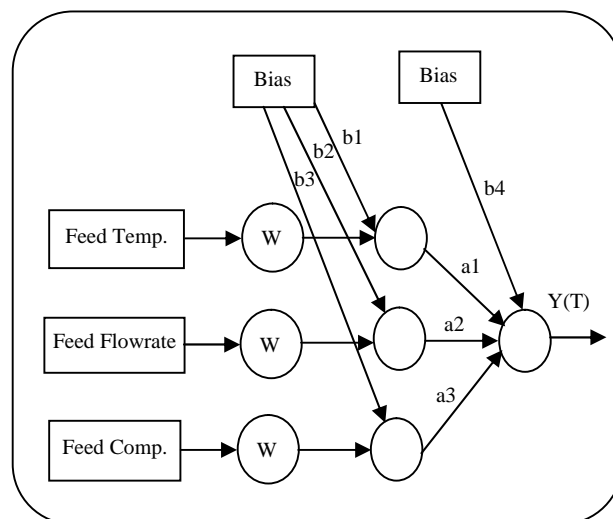 Bias
Bias
b1
b2
b3
b4
Feed Temp.
W
a1
Y(T)
Feed Flowrate
W
a2
a3
Feed Comp.
W